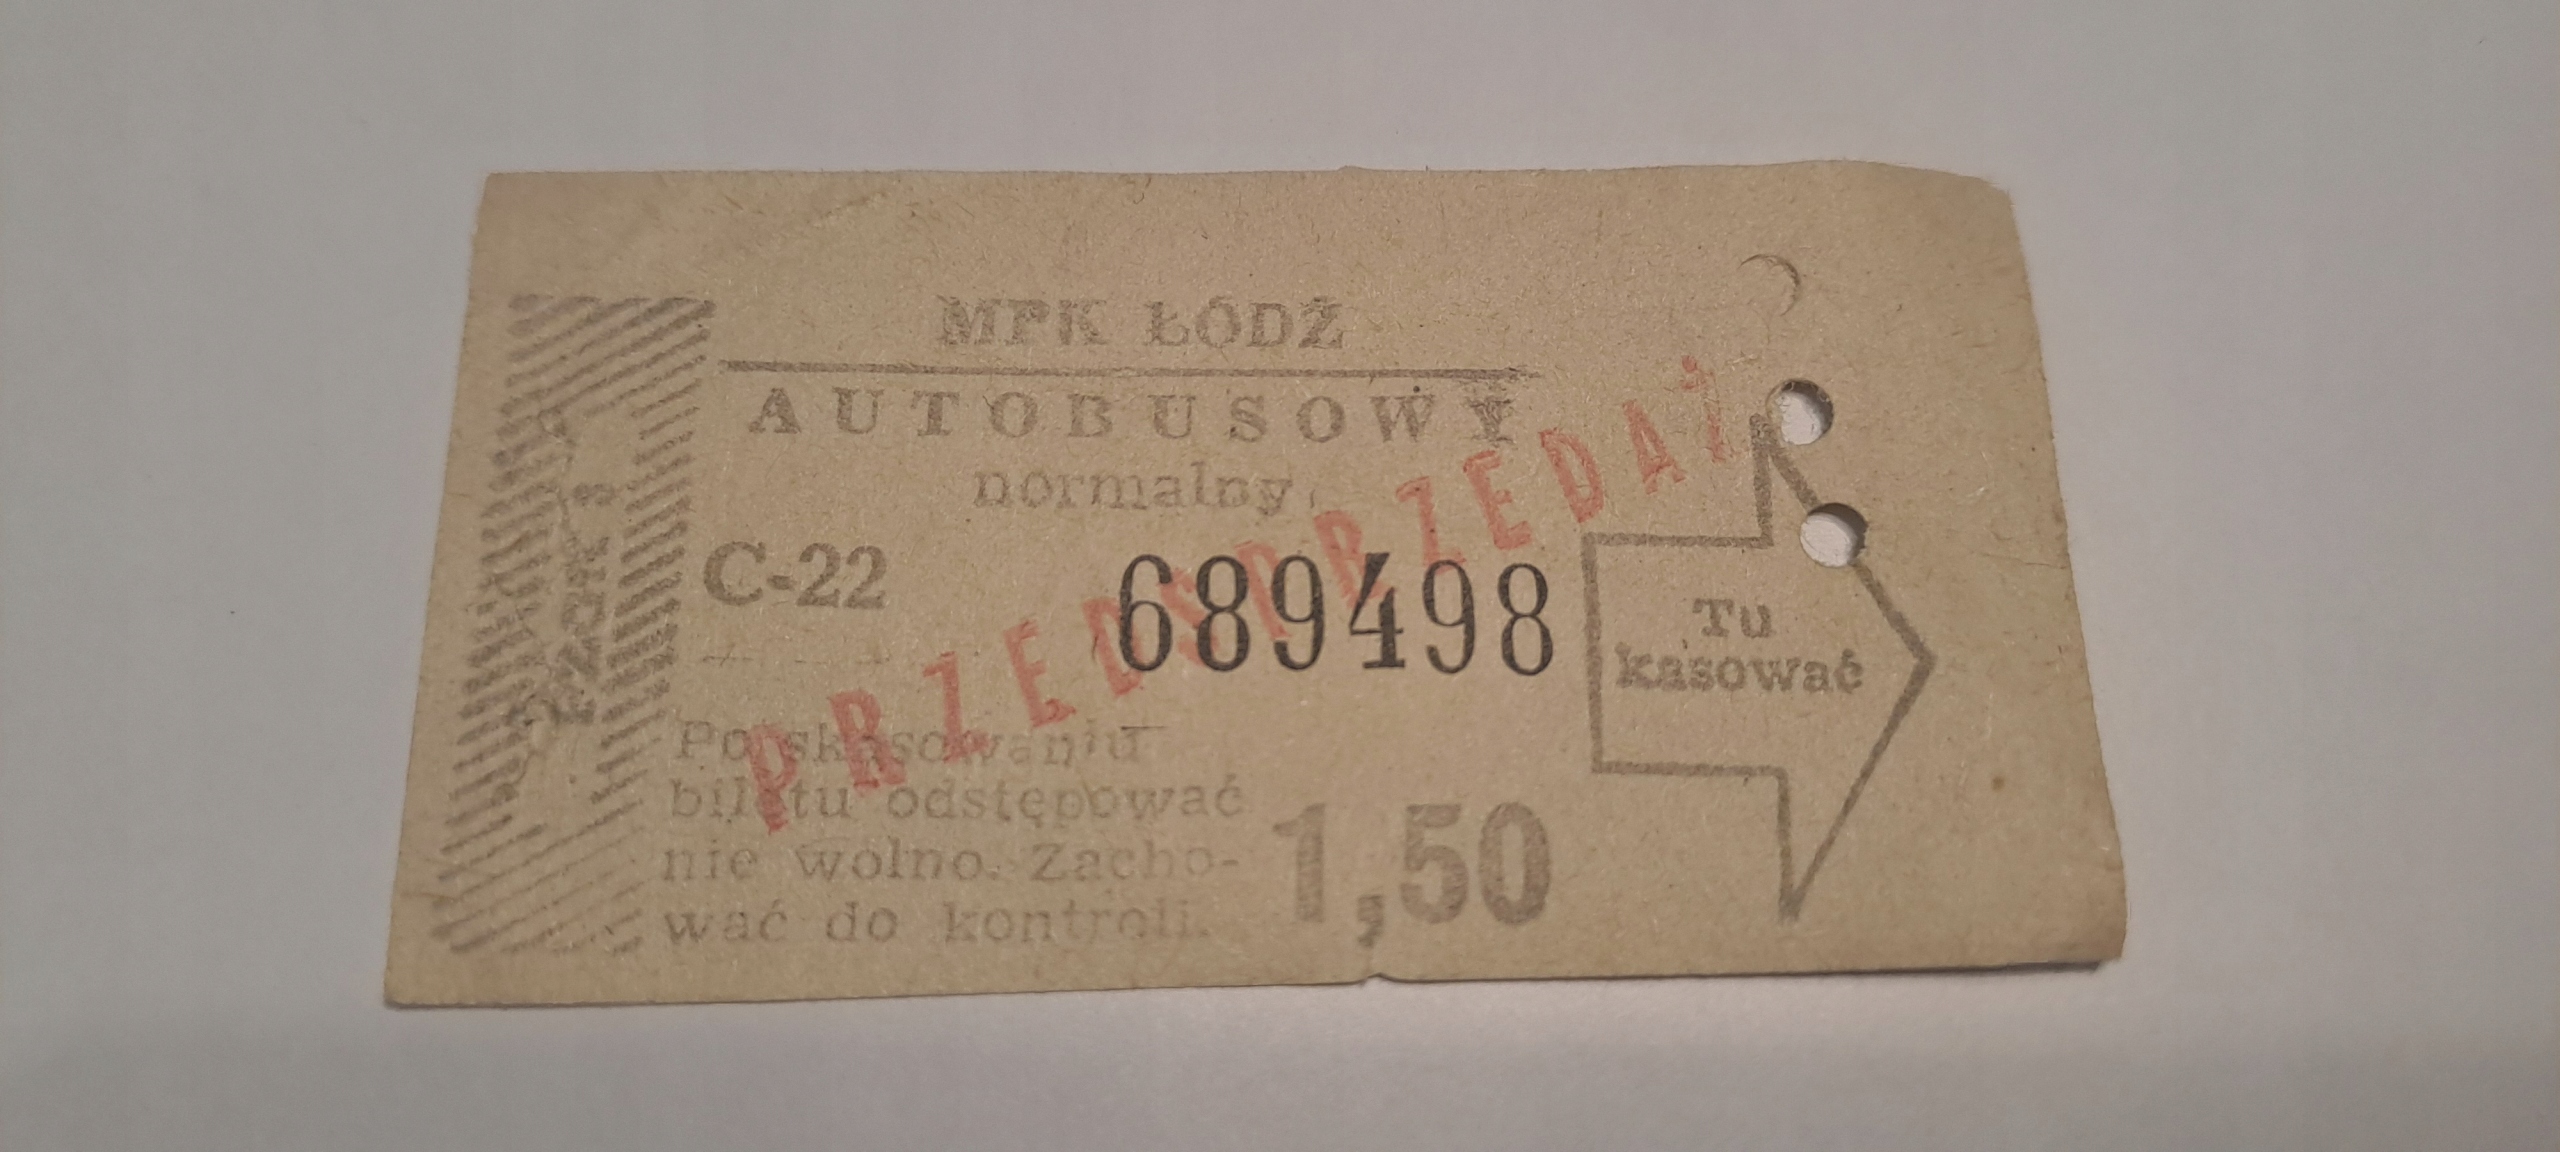 MPK ŁÓDŹ
AUTOBUSOWY
normalny
C-22
689498
PRZEDSPRZEDAŻ
Po skasowaniu
biletu odstępować
nie wolno. Zacho-
wać do kontroli.
1,50
Tu
kasować